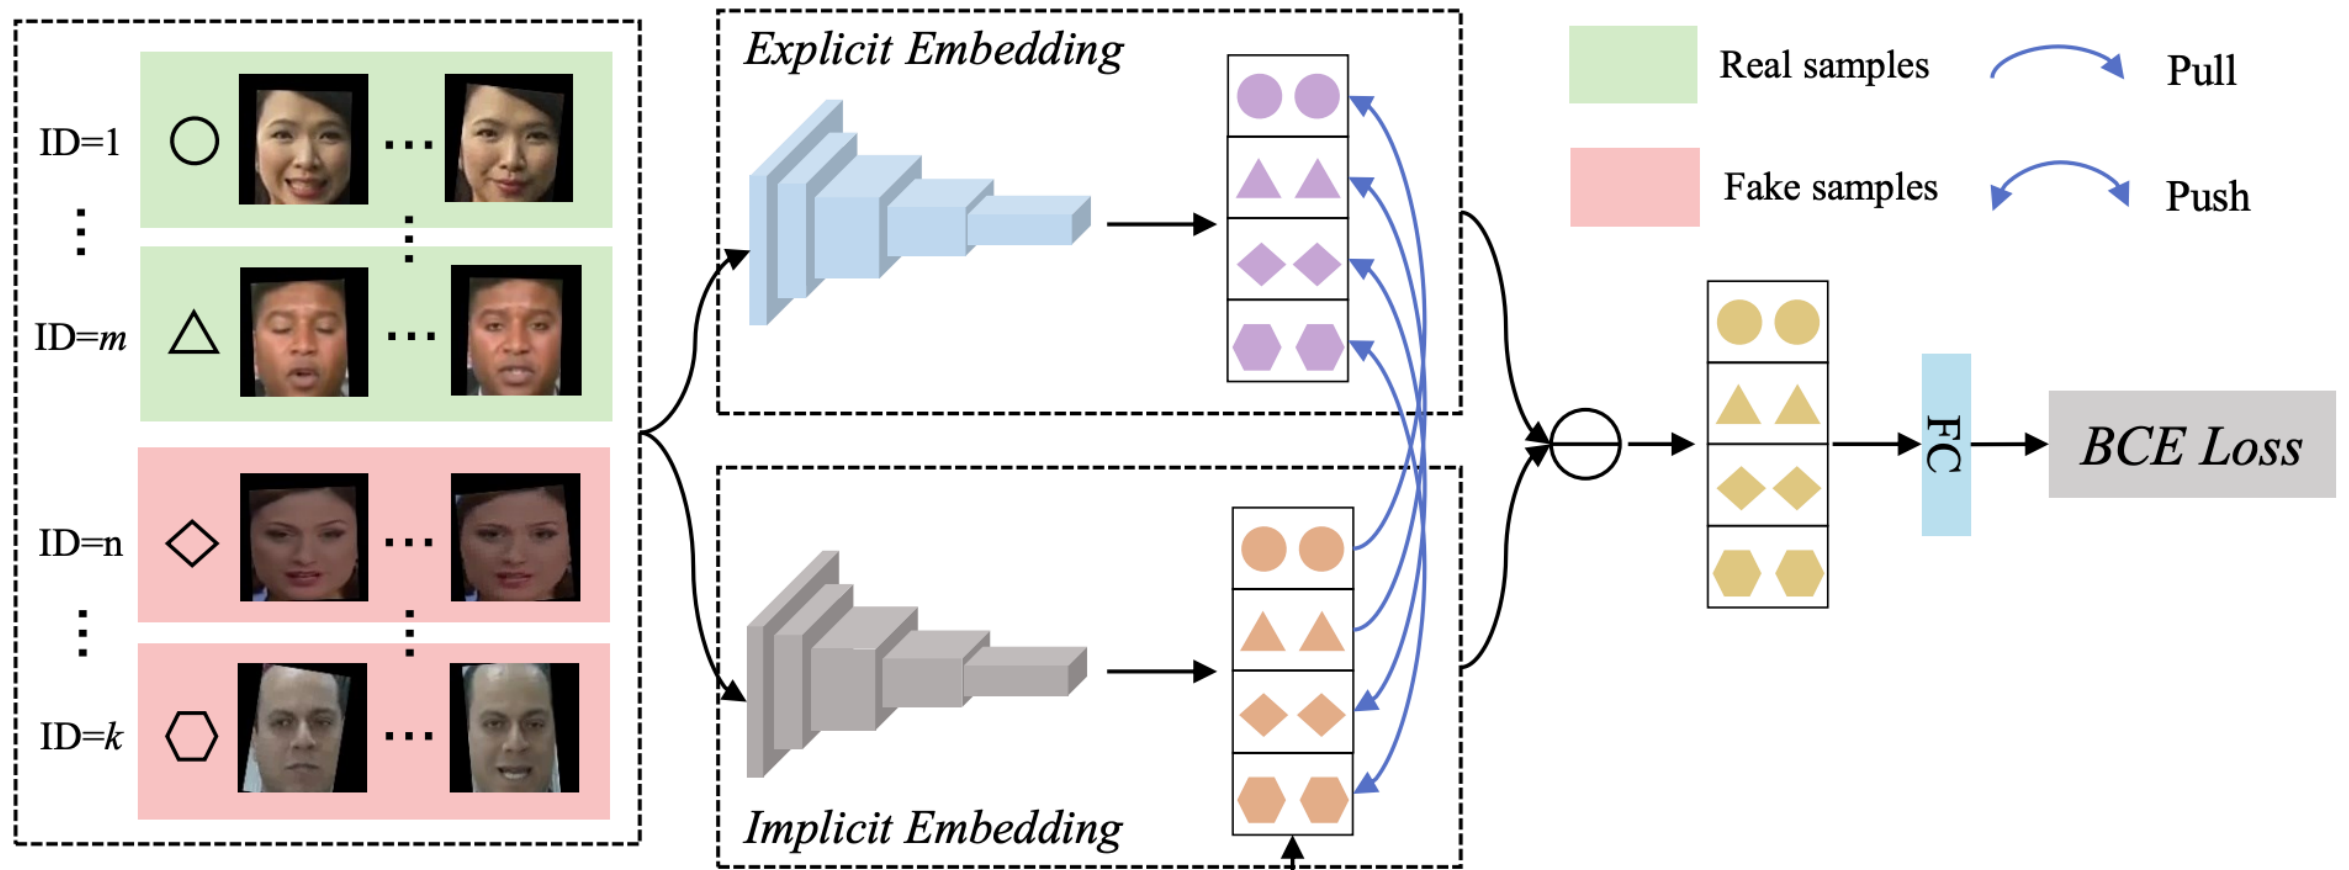 ID=1
ID=m
ID=n
ID=k
Explicit Embedding
Implicit Embedding
Real samples
Pull
Fake samples
Push
FC
BCE Loss